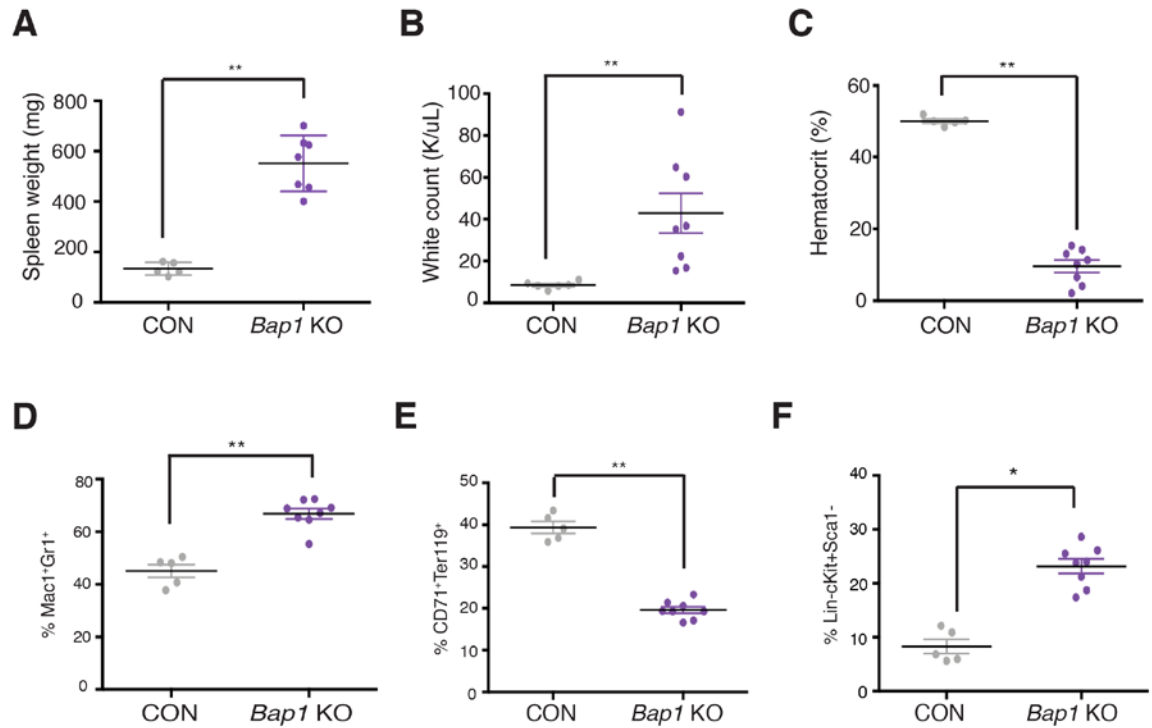 A
Spleen weight (mg)
800
600
400
200
0
**
CON
Bap1 KO
B
White count (K/uL)
100
80
60
40
20
0
**
CON
Bap1 KO
C
Hematocrit (%)
60
40
20
0
**
CON
Bap1 KO
D
% Mac1⁺Gr1⁺
80
60
40
20
0
**
CON
Bap1 KO
E
% CD71⁺Ter119⁺
50
40
30
20
10
0
**
CON
Bap1 KO
F
% Lin-cKit+Sca1-
40
30
20
10
0
*
CON
Bap1 KO